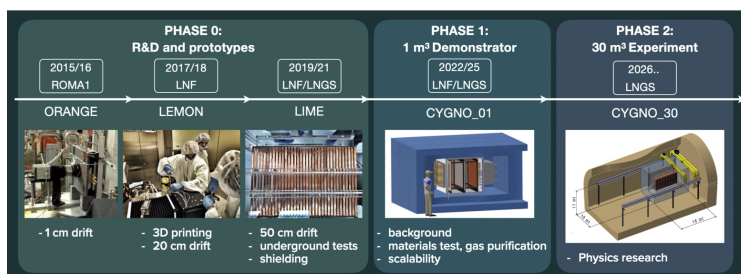 PHASE 0:
R&D and prototypes
2015/16
ROMA1
ORANGE
- 1 cm drift
2017/18
LNF
LEMON
- 3D printing
- 20 cm drift
2019/21
LNF/LNGS
LIME
- 50 cm drift
- underground tests
- shielding
PHASE 1:
1 m³ Demonstrator
2022/25
LNF/LNGS
CYGNO_01
- background
- materials test, gas purification
- scalability
PHASE 2:
30 m³ Experiment
2026..
LNGS
CYGNO_30
11 m
- Physics research